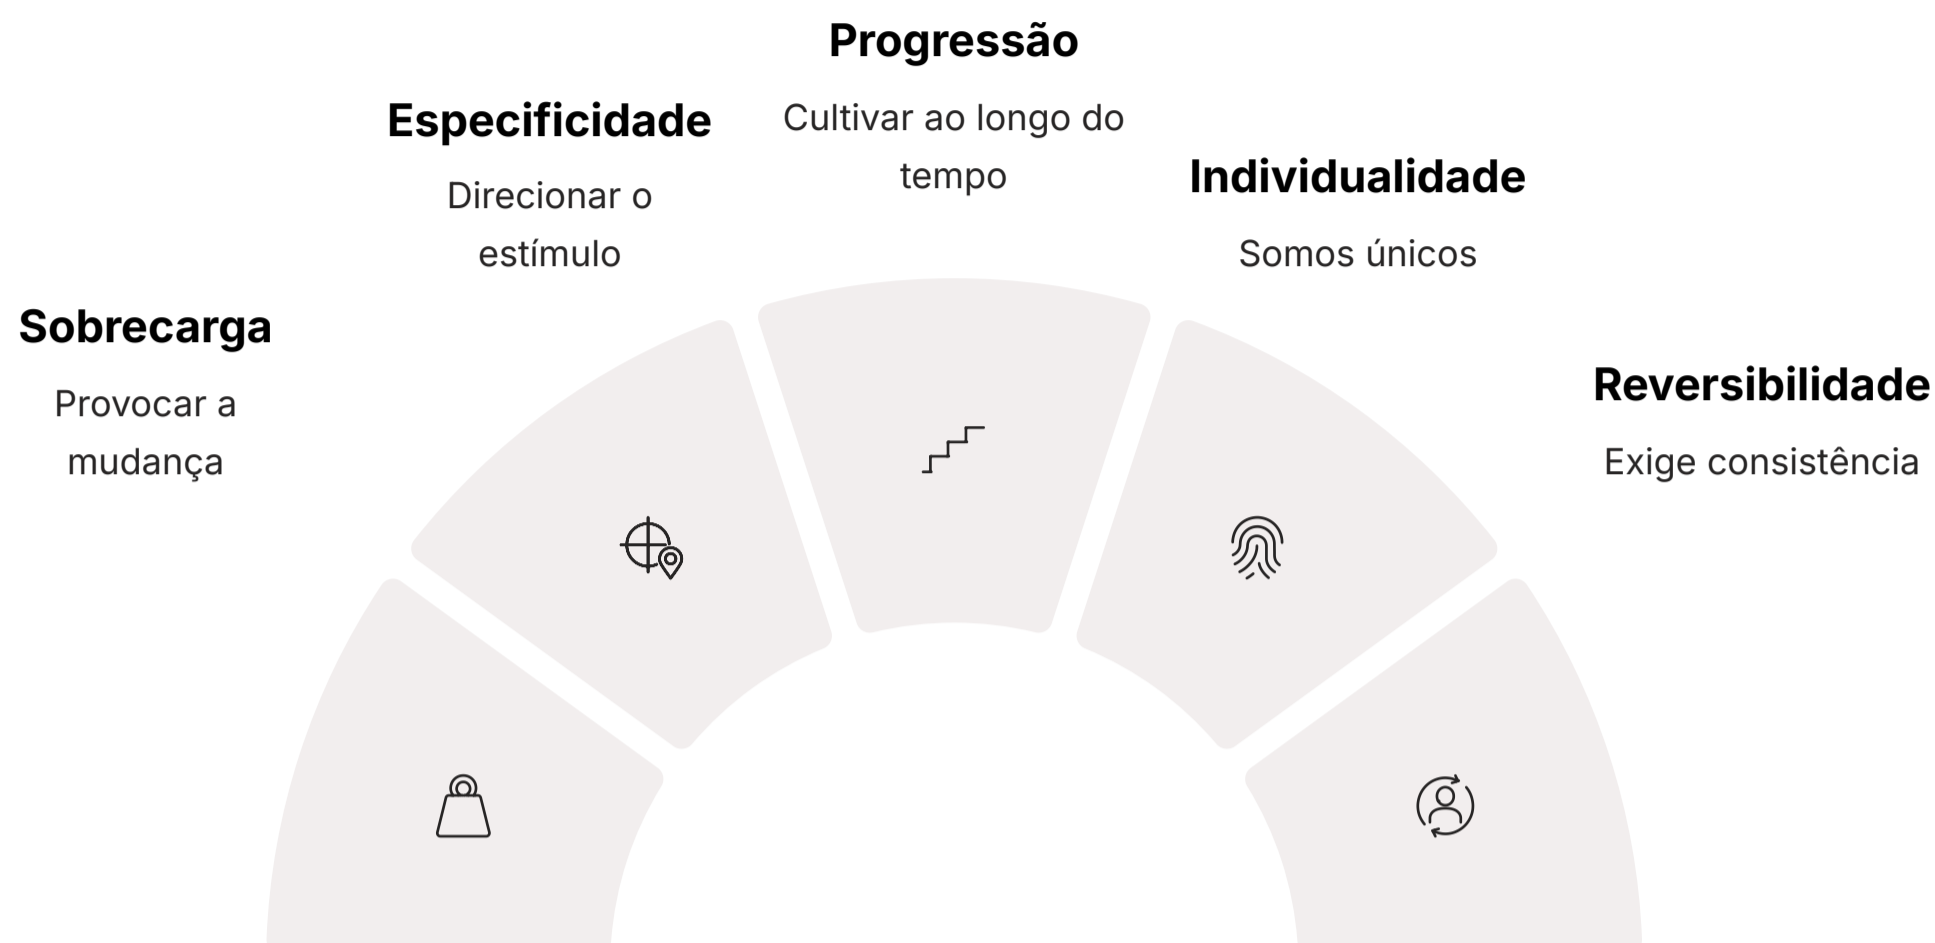 Sobrecarga
Provocar a
mudança
Especificidade
Direcionar o
estímulo
Progressão
Cultivar ao longo do
tempo
Individualidade
Somos únicos
Reversibilidade
Exige consistência